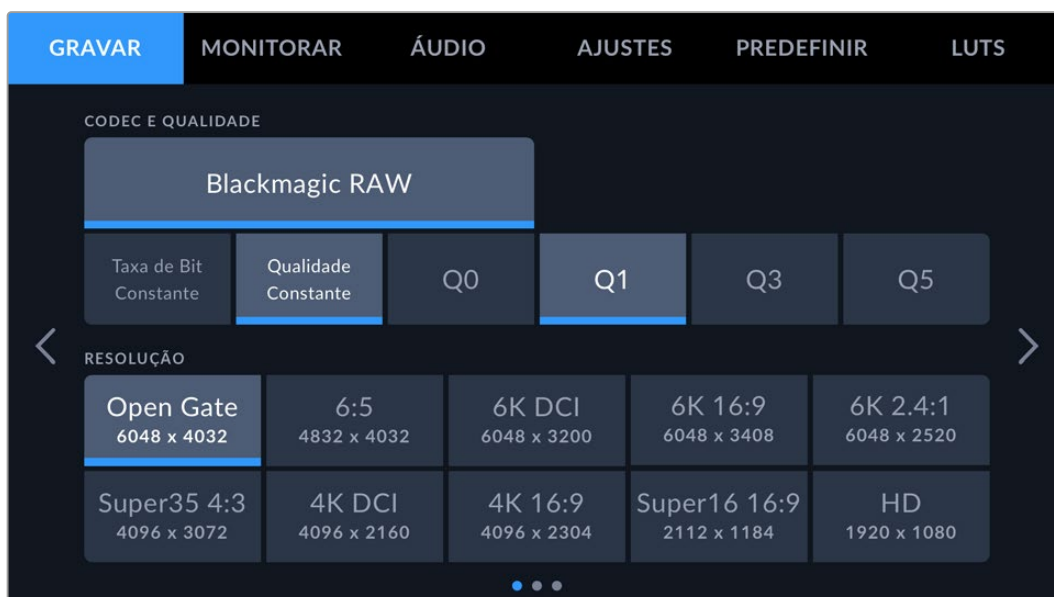 GRAVAR MONITORAR ÁUDIO AJUSTES PREDEFINIR LUTS
CODEC E QUALIDADE
Blackmagic RAW
Taxa de Bit Constante
Qualidade Constante
Q0
Q1
Q3
Q5
RESOLUÇÃO
Open Gate
6048 x 4032
6:5
4832 x 4032
6K DCI
6048 x 3200
6K 16:9
6048 x 3408
6K 2.4:1
6048 x 2520
Super35 4:3
4096 x 3072
4K DCI
4096 x 2160
4K 16:9
4096 x 2304
Super16 16:9
2112 x 1184
HD
1920 x 1080